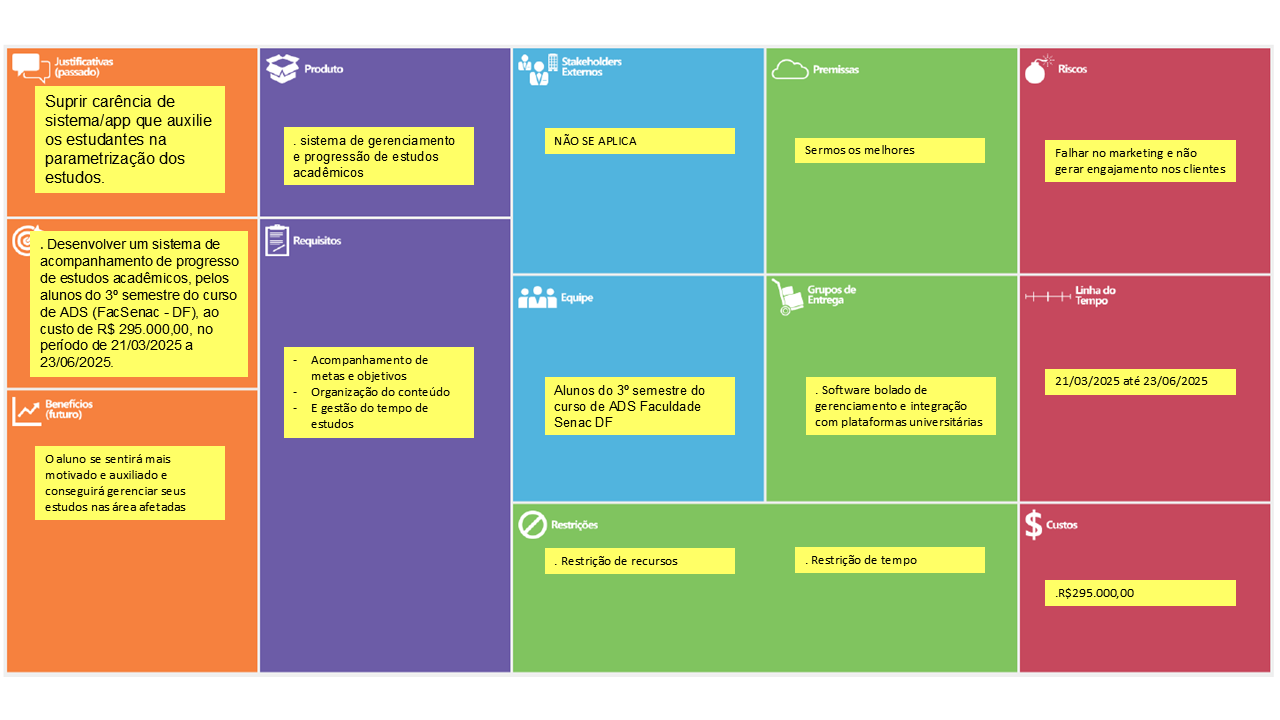 Justificativas
(passado)
Suprir carência de
sistema/app que auxilie
os estudantes na
parametrização dos
estudos.
. Desenvolver um sistema de
acompanhamento de progresso
de estudos acadêmicos, pelos
alunos do 3º semestre do curso
de ADS (FacSenac - DF), ao
custo de R$ 295.000,00, no
período de 21/03/2025 a
23/06/2025.
Benefícios
(futuro)
O aluno se sentirá mais
motivado e auxiliado e
conseguirá gerenciar seus
estudos nas área afetadas
Produto
. sistema de gerenciamento
e progressão de estudos
acadêmicos
Requisitos
- Acompanhamento de
metas e objetivos
- Organização do conteúdo
- E gestão do tempo de
estudos
Stakeholders
Externos
NÃO SE APLICA
Equipe
Alunos do 3º semestre do
curso de ADS Faculdade
Senac DF
Premissas
Sermos os melhores
Grupos de
Entrega
. Software bolado de
gerenciamento e integração
com plataformas universitárias
Restrições
. Restrição de recursos
. Restrição de tempo
Riscos
Falhar no marketing e não
gerar engajamento nos clientes
Linha do
Tempo
21/03/2025 até 23/06/2025
$ Custos
.R$295.000,00